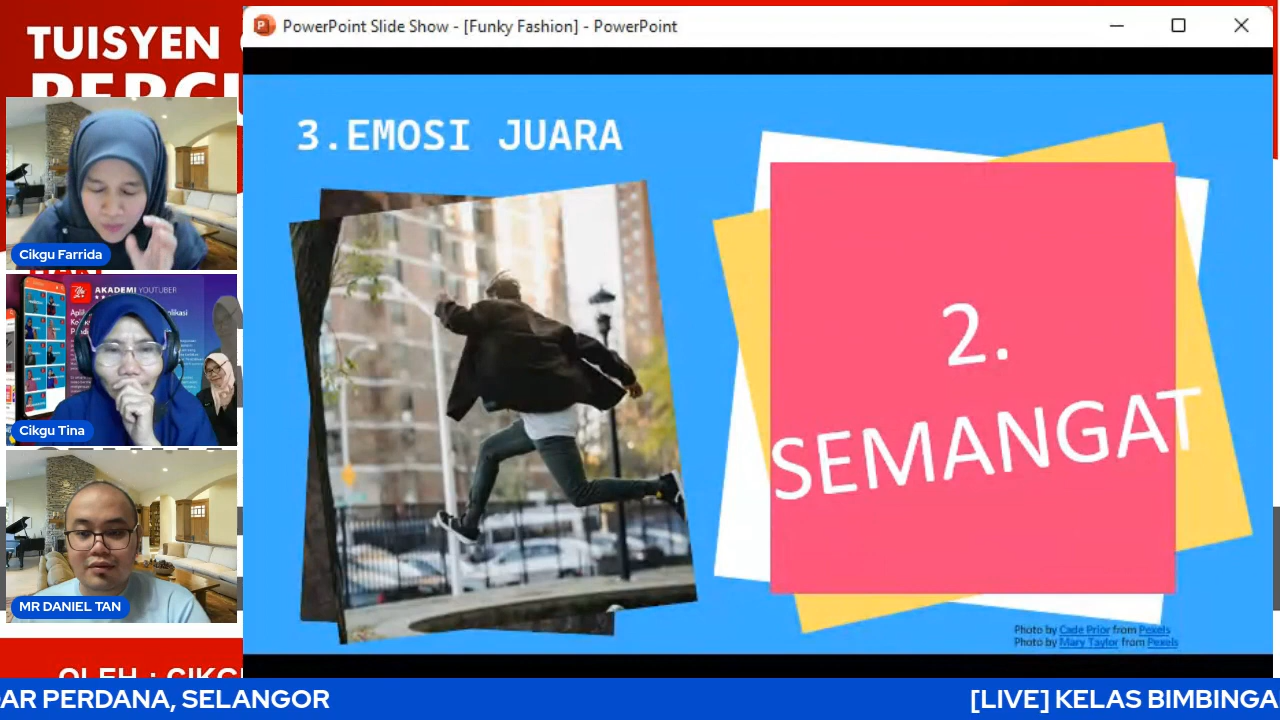 TUISYEN
PowerPoint Slide Show - [Funky Fashion] - PowerPoint
3.EMOSI JUARA
2.
SEMANGAT
Photo by Cade Prior from Pexels
Photo by Mary Taylor from Pexels
Cikgu Farrida
AKADEMI YOUTUBER
Cikgu Tina
MR DANIEL TAN
OLEH : CIKG
AR PERDANA, SELANGOR
[LIVE] KELAS BIMBINGA